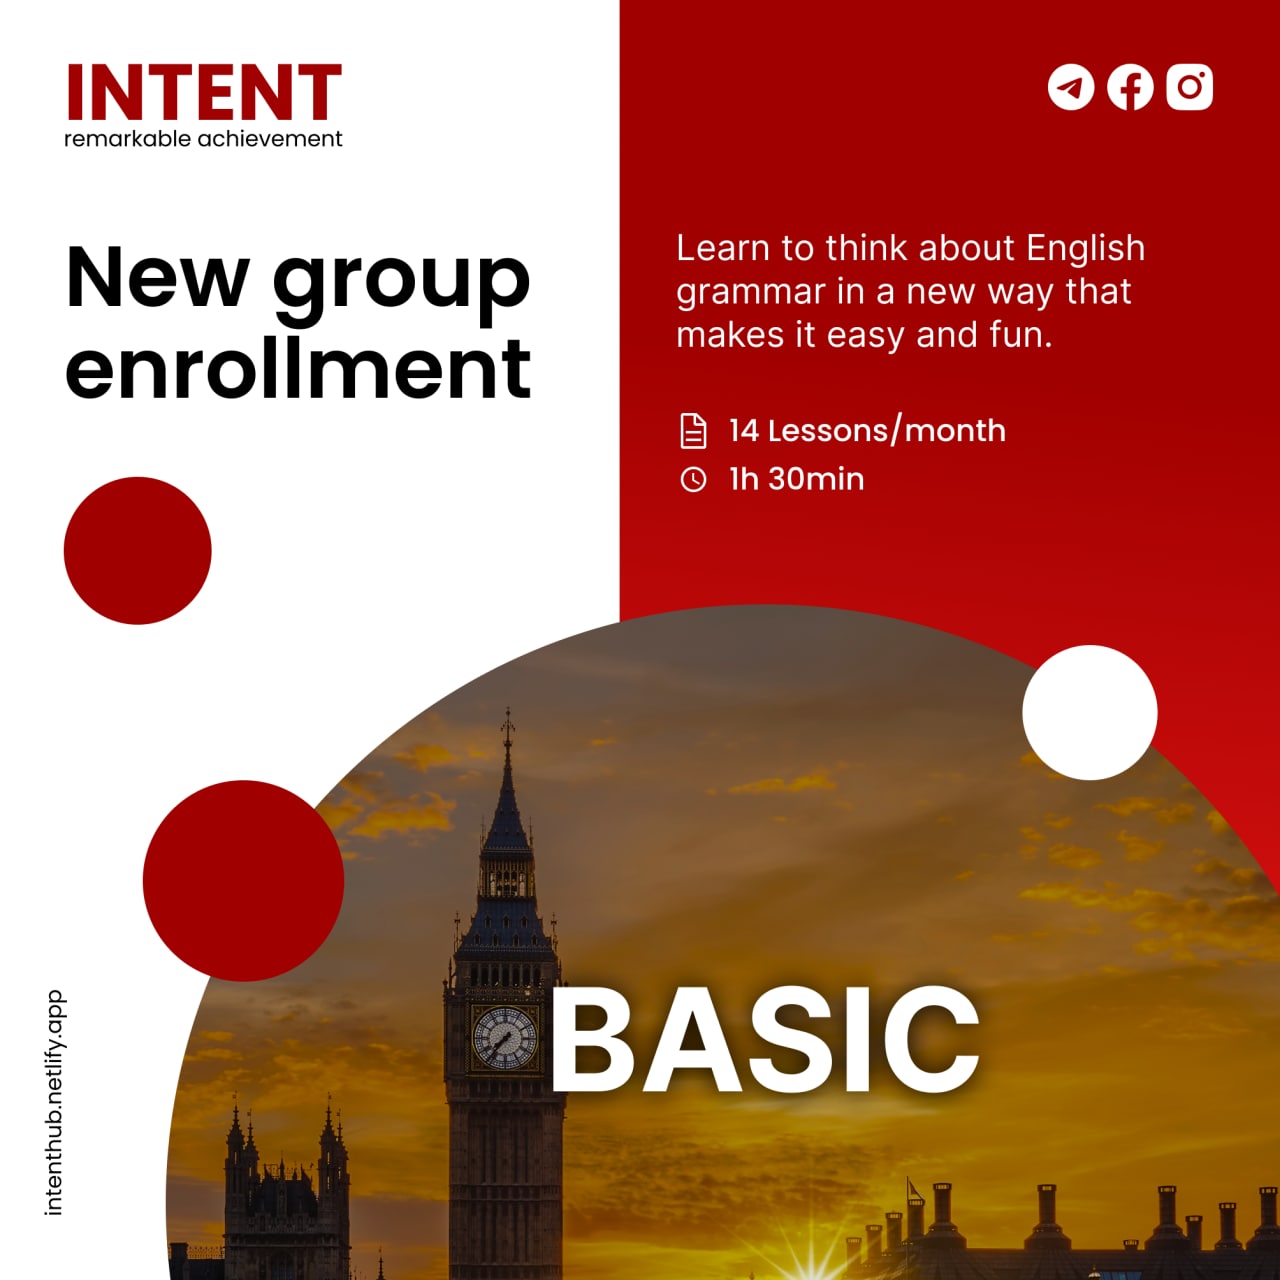 INTENT
remarkable achievement
New group
enrollment
Learn to think about English
grammar in a new way that
makes it easy and fun.
14 Lessons/month
1h 30min
BASIC
intenthub.netlify.app